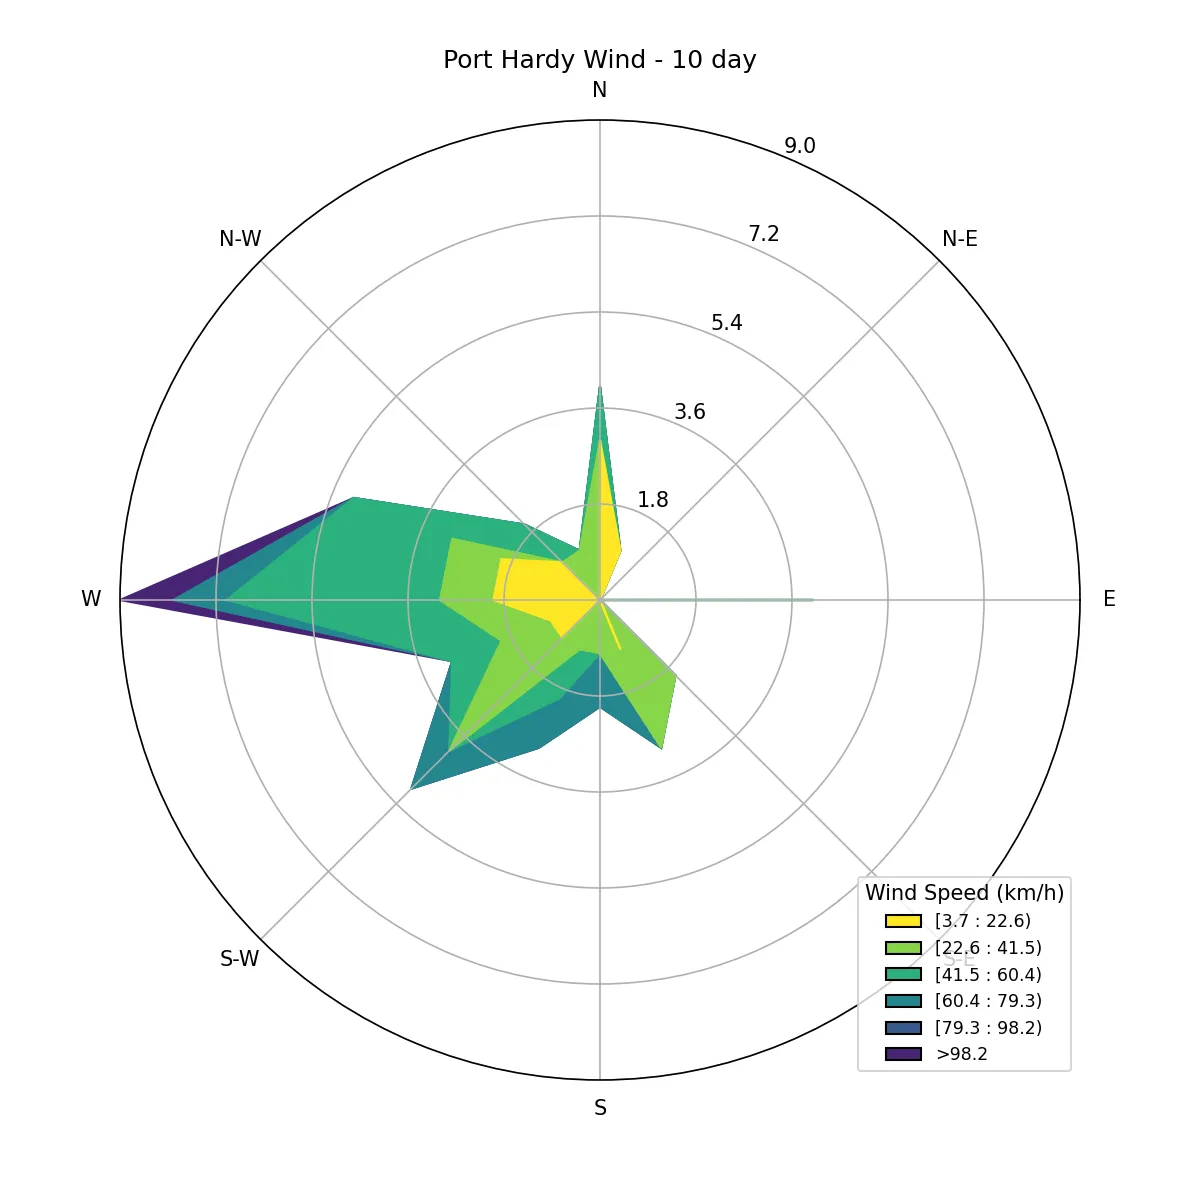 Port Hardy Wind - 10 day
N
9.0
N-W
7.2
N-E
5.4
3.6
1.8
W
E
S-W
S-E
S
Wind Speed (km/h)
[3.7 : 22.6)
[22.6 : 41.5)
[41.5 : 60.4)
[60.4 : 79.3)
[79.3 : 98.2)
>98.2